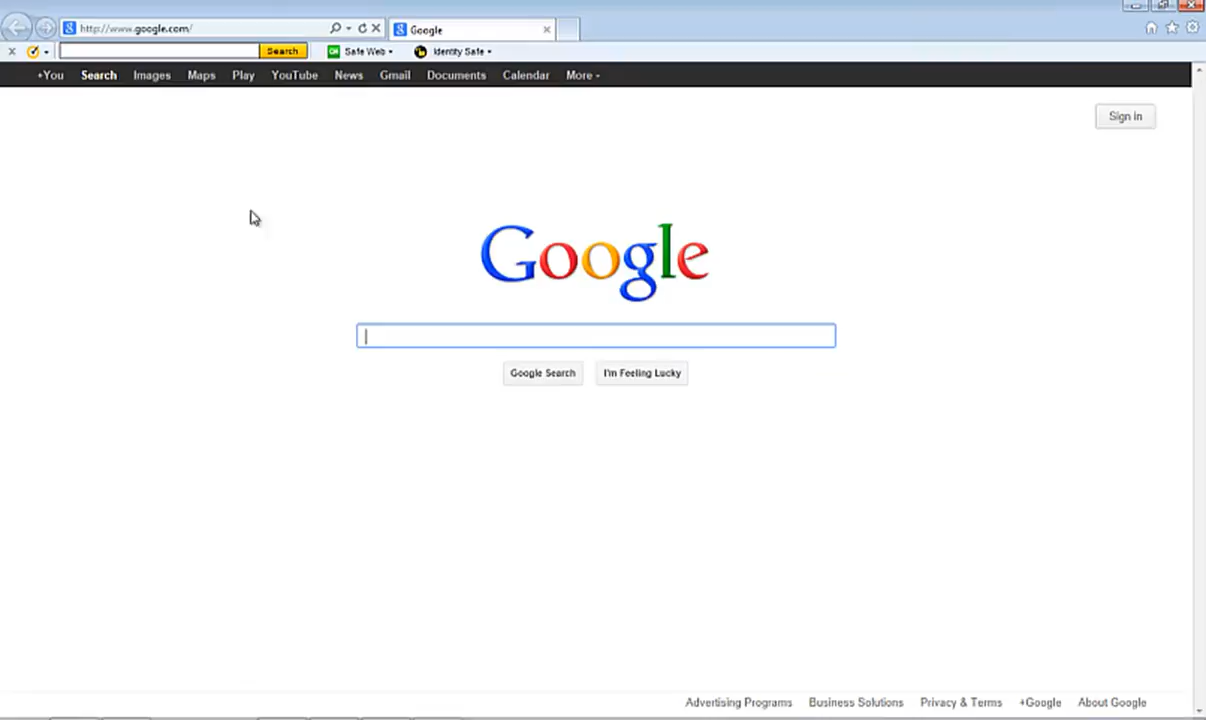 http://www.google.com/
Google
Search Safe Web Identity Safe
+You Search Images Maps Play YouTube News Gmail Documents Calendar More
Sign in
Google
Google Search I'm Feeling Lucky
Advertising Programs Business Solutions Privacy & Terms +Google About Google